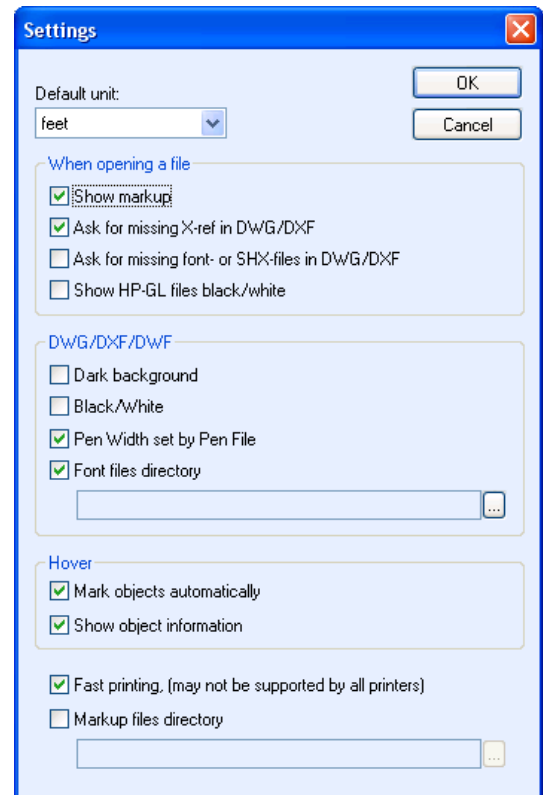 Settings
OK
Default unit:
feet
Cancel
When opening a file
Show markup
Ask for missing X-ref in DWG/DXF
Ask for missing font- or SHX-files in DWG/DXF
Show HP-GL files black/white
DWG/DXF/DWF
Dark background
Black/White
Pen Width set by Pen File
Font files directory
...
Hover
Mark objects automatically
Show object information
Fast printing, (may not be supported by all printers)
Markup files directory
...